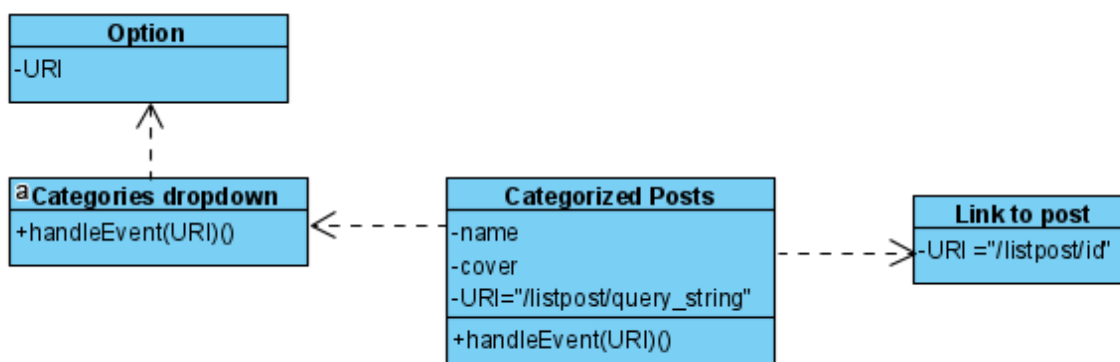 Option
-URI
a Categories dropdown
+handleEvent(URI)()
Categorized Posts
-name
-cover
-URI="/listpost/query_string"
+handleEvent(URI)()
Link to post
-URI ="/listpost/id"